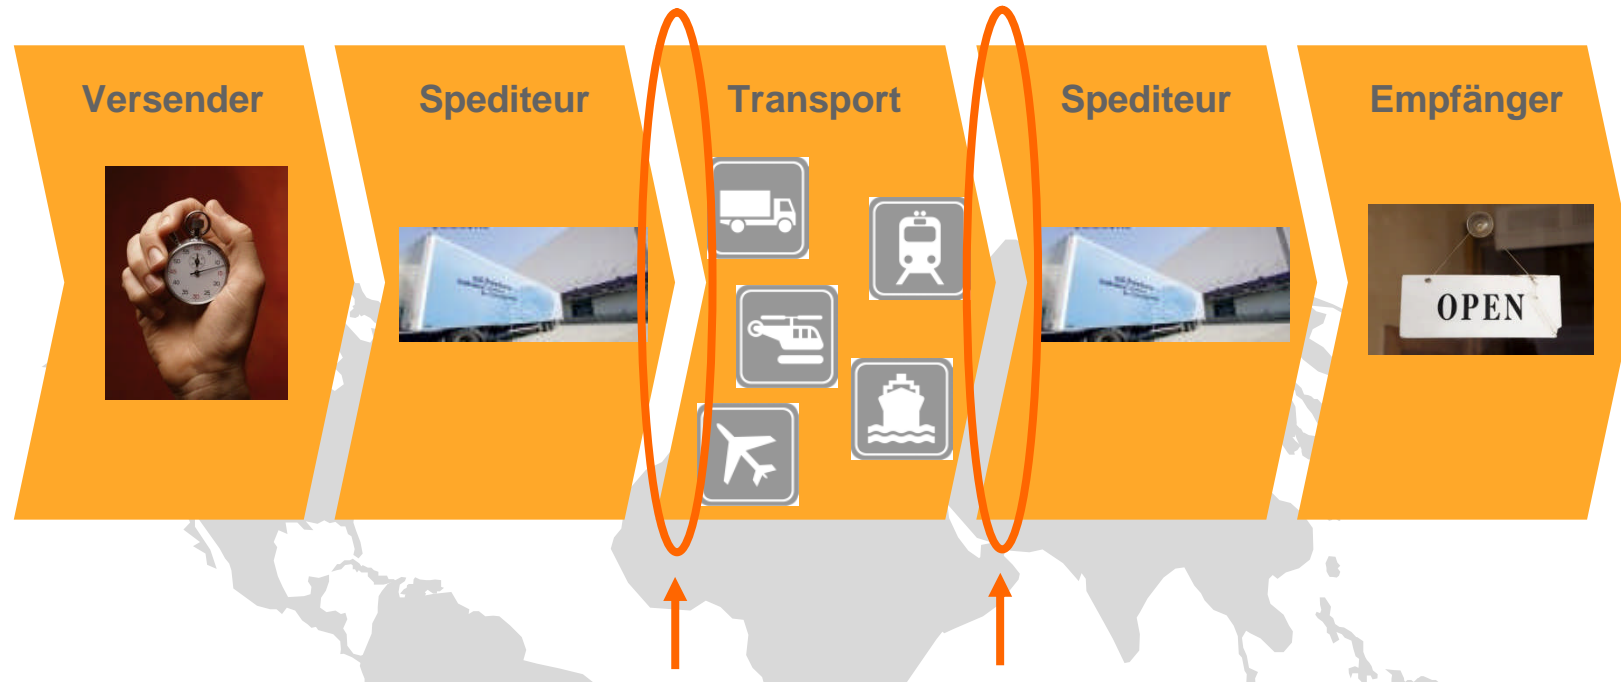 Versender
Spediteur
Transport
Spediteur
Empfänger
OPEN